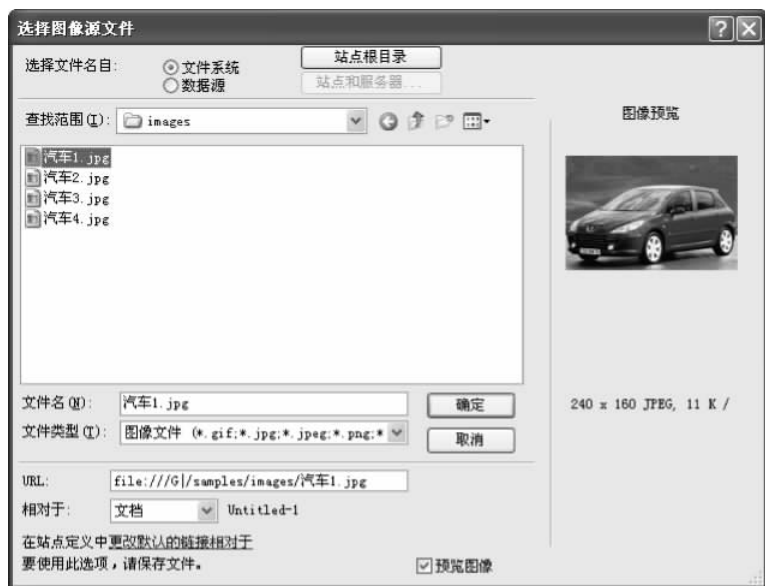 选择图像源文件
选择文件名自: 文件系统 站点根目录
数据源 站点和服务器...
查找范围(I): images
图像预览
汽车1.jpg
汽车2.jpg
汽车3.jpg
汽车4.jpg
文件名(N): 汽车1.jpg 确定
240 x 160 JPEG, 11 K /
文件类型(T): 图像文件 (*.gif;*.jpg;*.jpeg;*.png;* 取消
URL: file:///G|/samples/images/汽车1.jpg
相对于: 文档 Untitled-1
在站点定义中更改默认的链接相对于
要使用此选项，请保存文件。 预览图像